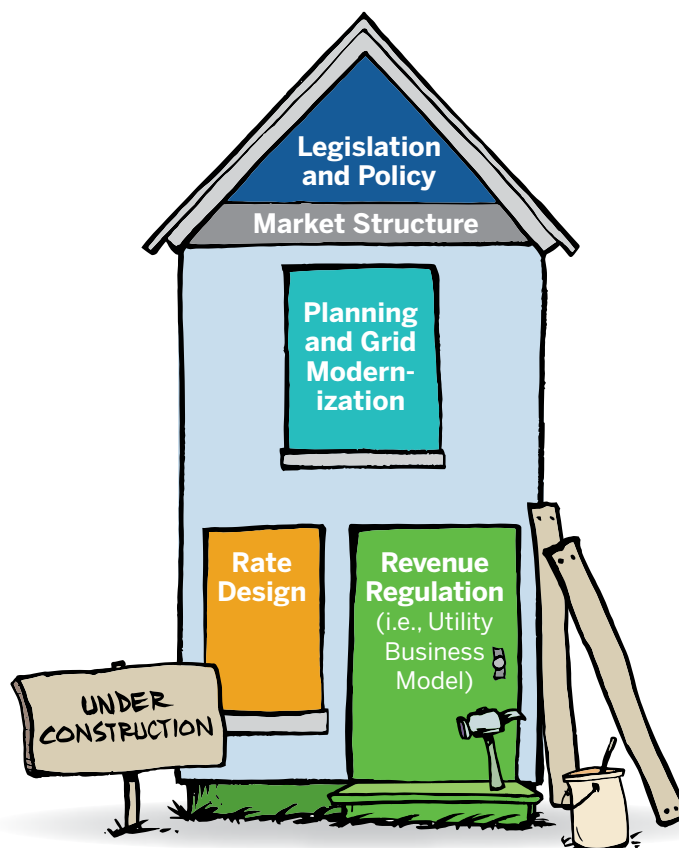 Legislation
and Policy
Market Structure
Planning
and Grid
Modern-
ization
Rate
Design
Revenue
Regulation
(i.e., Utility
Business
Model)
UNDER
CONSTRUCTION